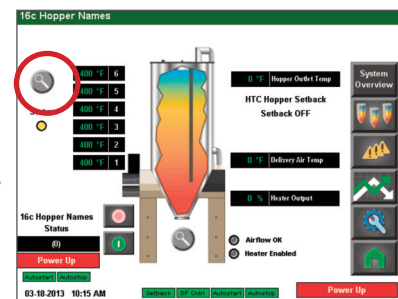 16c Hopper Names
400 °F 6
400 °F 5
400 °F 4
400 °F 3
400 °F 2
400 °F 1
0 °F Hopper Outlet Temp
HTC Hopper Setback
Setback OFF
0 °F Delivery Air Temp
0 % Heater Output
System
Overview
16c Hopper Names
Status
(0)
Power Up
Airflow OK
Heater Enabled
Autostart Autostop
03-18-2013 10:15 AM
Setback DP Cntrl Autostart Autostop
Power Up